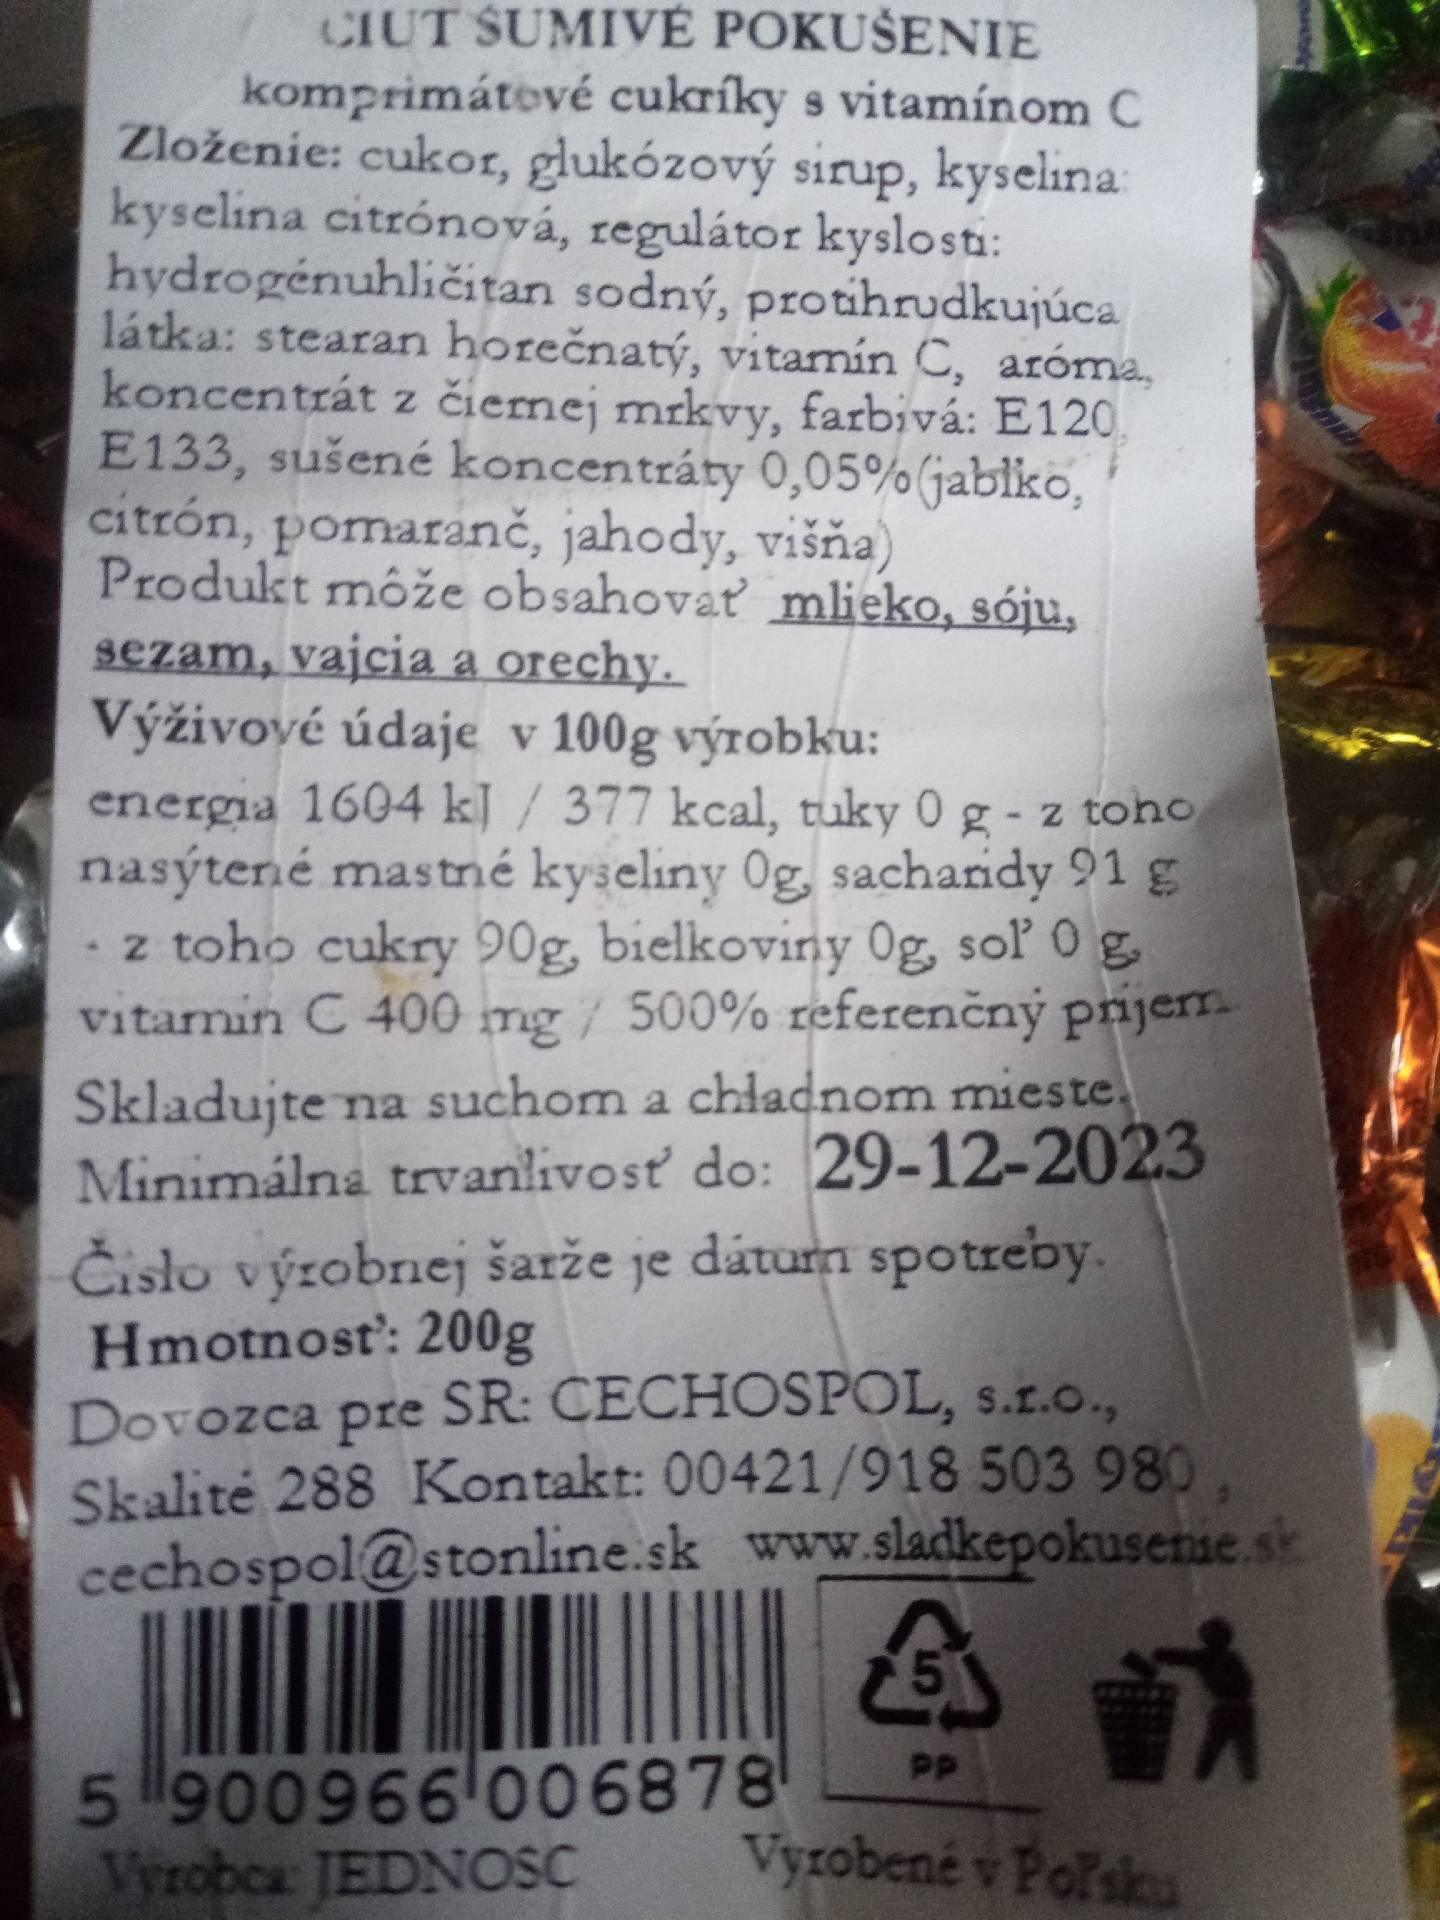 CIUT ŠUMIVÉ POKUŠENIE
komprimátové cukríky s vitamínom C
Zloženie: cukor, glukózový sirup, kyselina:
kyselina citrónová, regulátor kyslosti:
hydrogénuhličitan sodný, protihrudkujúca
látka: stearan horečnatý, vitamín C, aróma,
koncentrát z čiernej mrkvy, farbivá: E120,
E133, sušené koncentráty 0,05%(jablko,
citrón, pomaranč, jahody, višňa)
Produkt môže obsahovať mlieko, sóju,
sezam, vajcia a orechy.
Výživové údaje v 100g výrobku:
energia 1604 kJ / 377 kcal, tuky 0 g - z toho
nasýtené mastné kyseliny 0g, sacharidy 91 g
- z toho cukry 90g, bielkoviny 0g, soľ 0 g,
vitamín C 400 mg / 500% referenčný príjem.
Skladujte na suchom a chladnom mieste.
Minimálna trvanlivosť do: 29-12-2023
Číslo výrobnej šarže je dátum spotreby.
Hmotnosť: 200g
Dovozca pre SR: CECHOSPOL, s.r.o.,
Skalité 288 Kontakt: 00421/918 503 980 ,
cechospol@stonline.sk www.sladkepokusenie.sk
5
PP
5 900966 006878
Výrobca: JEDNOŚĆ Vyrobené v Poľsku